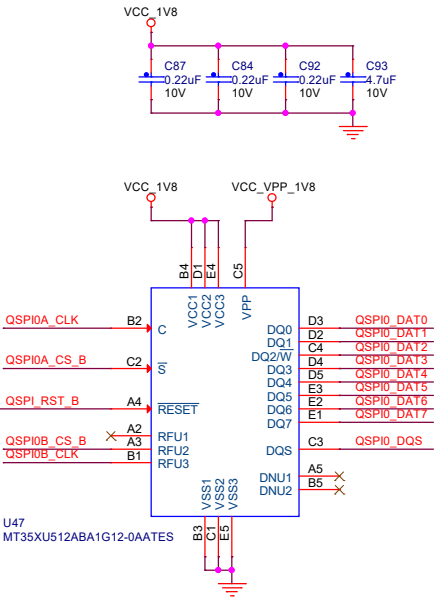 VCC_1V8
C87 C84 C92 C93
0.22uF 0.22uF 0.22uF 4.7uF
10V 10V 10V 10V
VCC_1V8 VCC_VPP_1V8
B4 D1 E4 C5
VCC1 VCC2 VCC3 VPP
QSPI0A_CLK B2 C DQ0 D3 QSPI0_DAT0
DQ1 D2 QSPI0_DAT1
DQ2/W C4 QSPI0_DAT2
QSPI0A_CS_B C2 S DQ3 D4 QSPI0_DAT3
DQ4 D5 QSPI0_DAT4
DQ5 E3 QSPI0_DAT5
QSPI_RST_B A4 RESET DQ6 E2 QSPI0_DAT6
DQ7 E1 QSPI0_DAT7
A2 RFU1
QSPI0B_CS_B A3 RFU2 DQS C3 QSPI0_DQS
QSPI0B_CLK B1 RFU3
DNU1 A5
DNU2 B5
VSS1 VSS2 VSS3
B3 C1 E5
U47
MT35XU512ABA1G12-0AATES